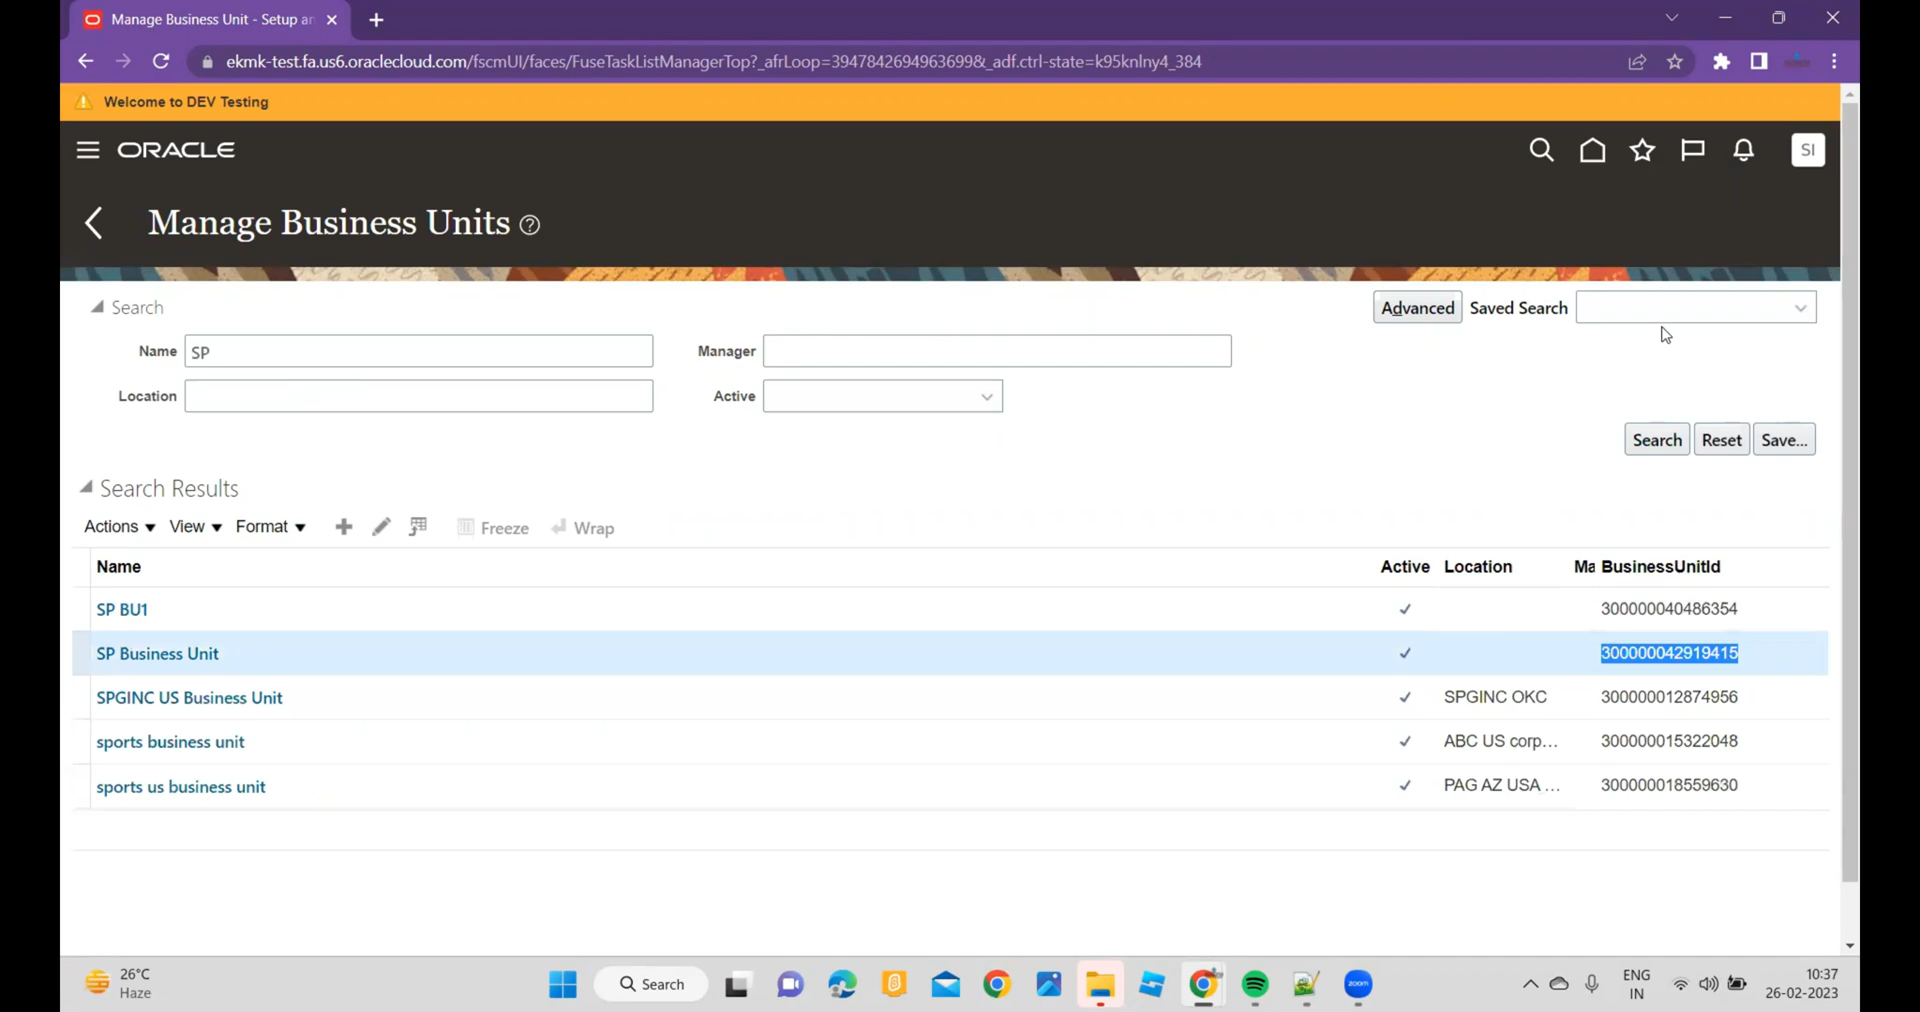 Manage Business Unit - Setup an
ekmk-test.fa.us6.oraclecloud.com/fscmUI/faces/FuseTaskListManagerTop?_afrLoop=3947842694963699&_adf.ctrl-state=k95knlny4_384
Welcome to DEV Testing
ORACLE
SI
Manage Business Units
Search
Advanced Saved Search
Name SP Manager
Location Active
Search Reset Save...
Search Results
Actions View Format Freeze Wrap
Name Active Location Ma BusinessUnitId
SP BU1 300000040486354
SP Business Unit 300000042919415
SPGINC US Business Unit SPGINC OKC 300000012874956
sports business unit ABC US corp... 300000015322048
sports us business unit PAG AZ USA ... 300000018559630
26°C
Haze
Search
zoom
ENG
IN
10:37
26-02-2023